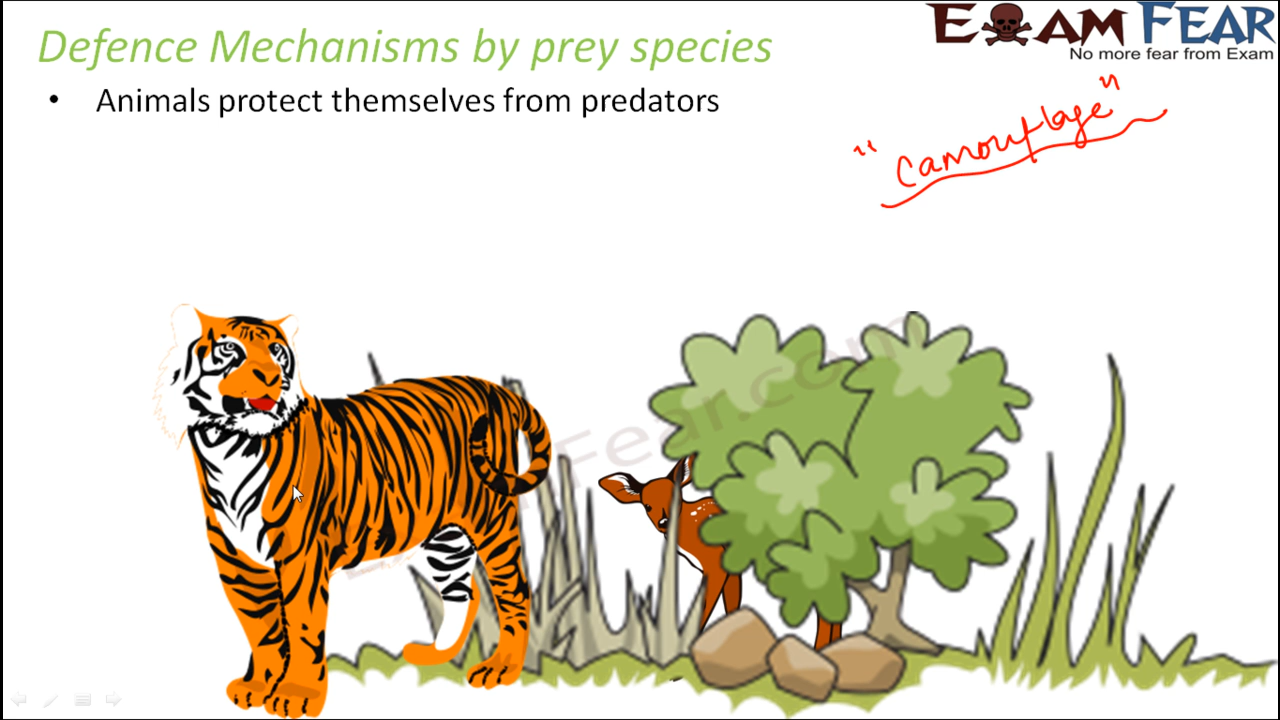 Defence Mechanisms by prey species
EXAM FEAR
No more fear from Exam
• Animals protect themselves from predators
"camouflage"